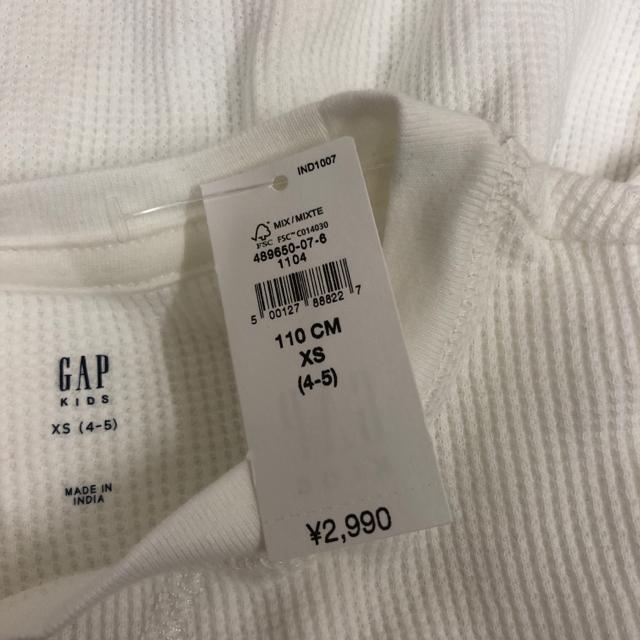 IND1007
MIX/MIXTE
FSC FSC™ C014030
489650-07-6
1104
5 00127 88822 7
110 CM
XS
(4-5)
¥2,990
GAP
KIDS
XS (4-5)
MADE IN
INDIA